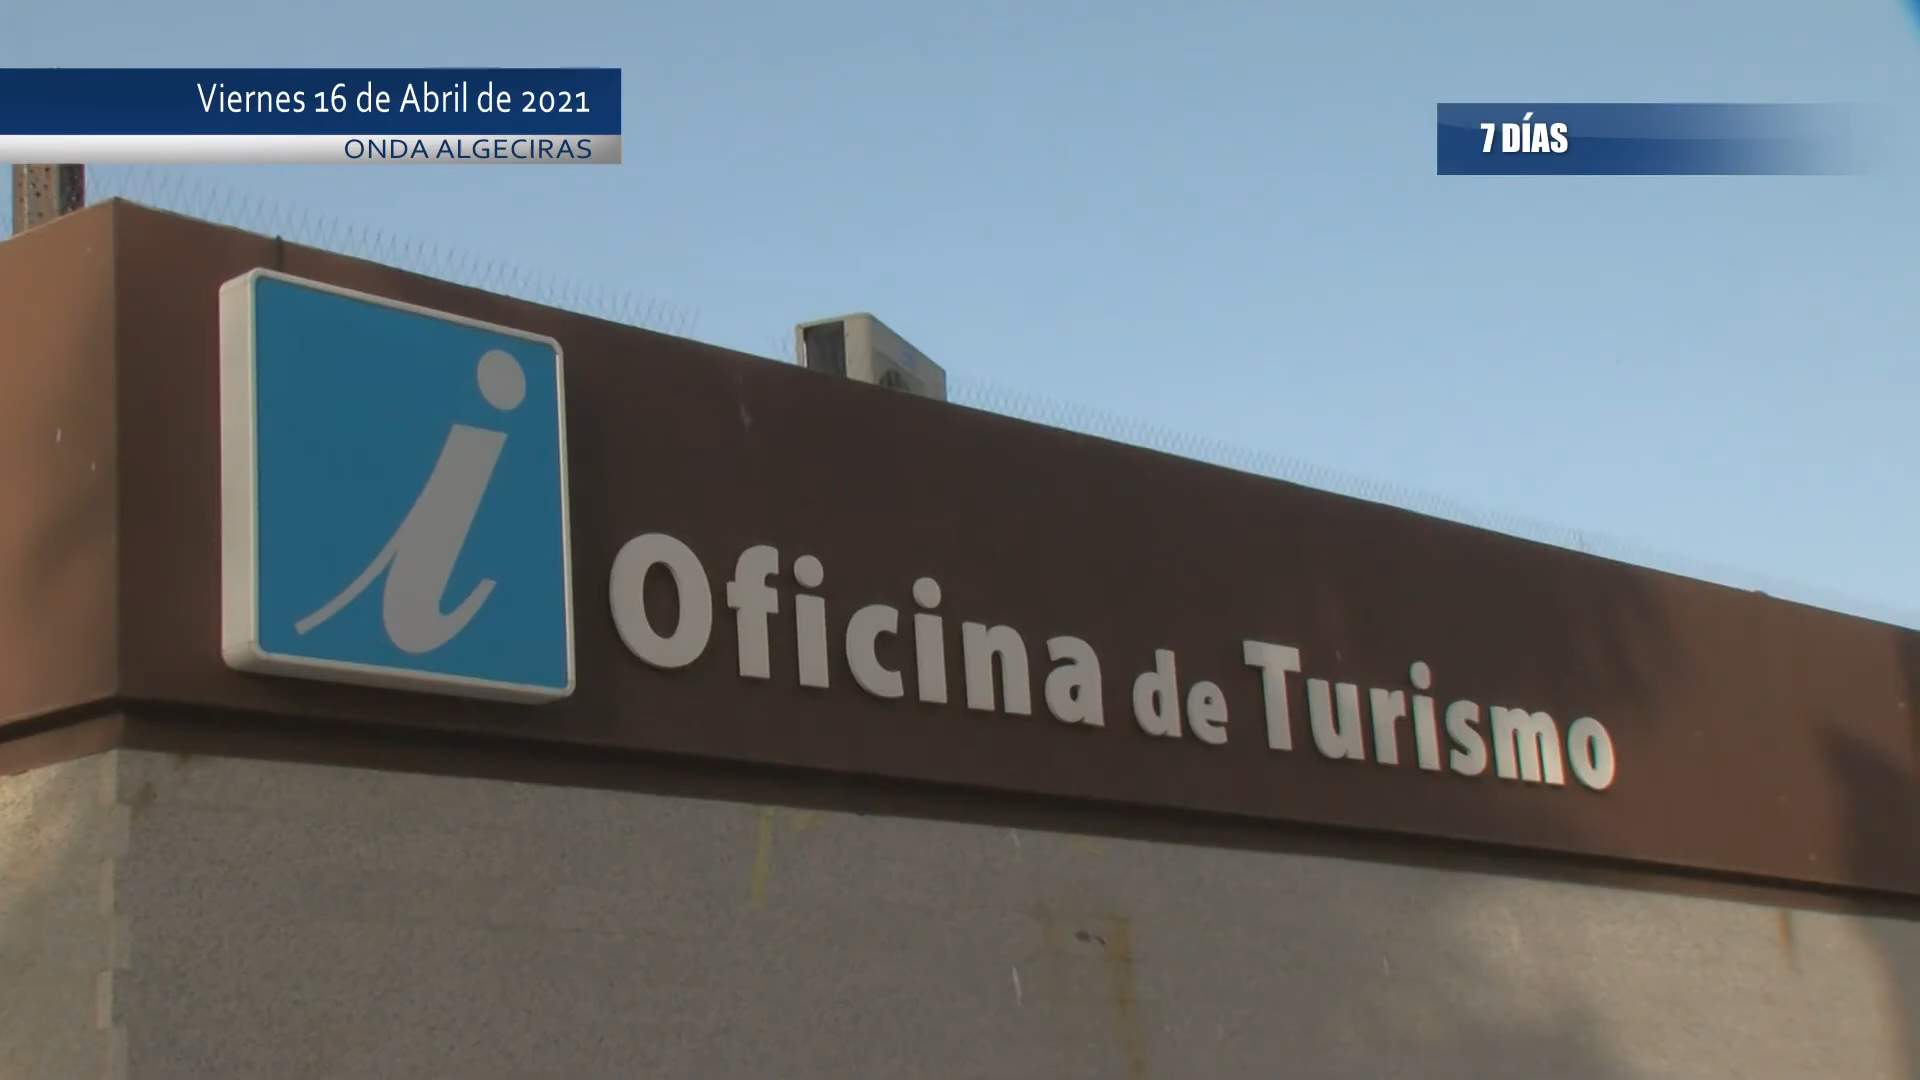 Viernes 16 de Abril de 2021
ONDA ALGECIRAS
7 DÍAS
i
Oficina de Turismo